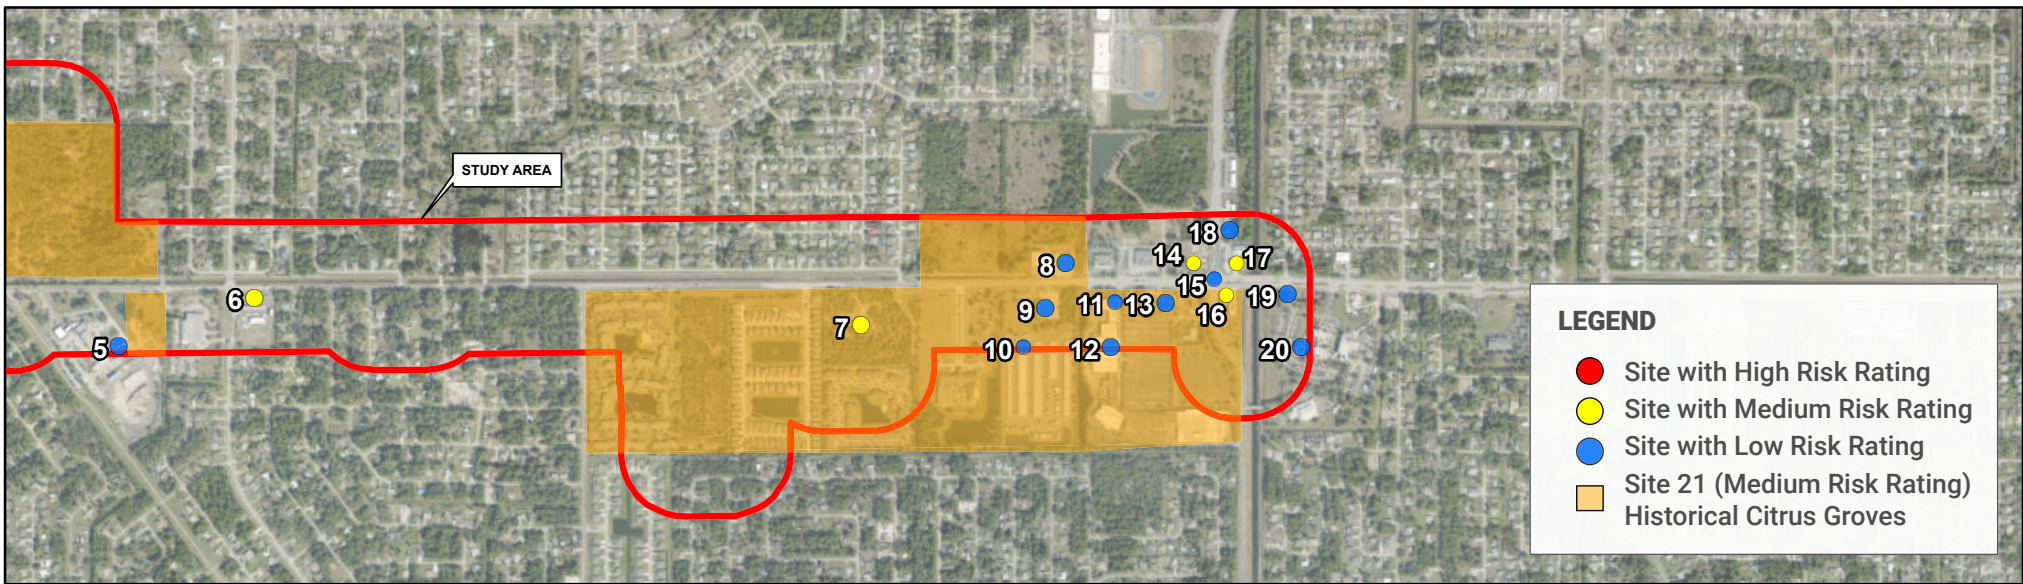 STUDY AREA
18
14
17
8
15
6
19
9
11
13
16
7
5
10
12
20
LEGEND
Site with High Risk Rating
Site with Medium Risk Rating
Site with Low Risk Rating
Site 21 (Medium Risk Rating)
Historical Citrus Groves